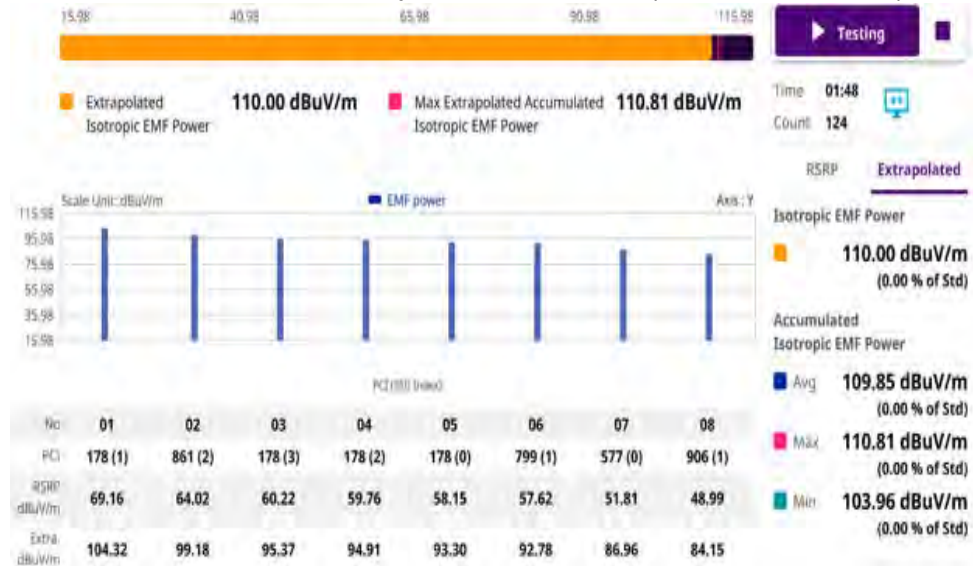 15.98 40.98 65.98 90.98 115.98
Testing
Extrapolated 110.00 dBuV/m Max Extrapolated Accumulated 110.81 dBuV/m
Isotropic EMF Power Isotropic EMF Power
Time 01:48
Count 124
RSRP Extrapolated
Scale Unit: dBuV/m EMF power Axis : Y
115.98
95.98
75.98
55.98
35.98
15.98
Isotropic EMF Power
110.00 dBuV/m
(0.00 % of Std)
Accumulated
Isotropic EMF Power
Avg 109.85 dBuV/m
(0.00 % of Std)
Max 110.81 dBuV/m
(0.00 % of Std)
Min 103.96 dBuV/m
(0.00 % of Std)
PCI (SSB Index)
No 01 02 03 04 05 06 07 08
PCI 178 (1) 861 (2) 178 (3) 178 (2) 178 (0) 799 (1) 577 (0) 906 (1)
RSRP
dBuV/m 69.16 64.02 60.22 59.76 58.15 57.62 51.81 48.99
Extra.
dBuV/m 104.32 99.18 95.37 94.91 93.30 92.78 86.96 84.15